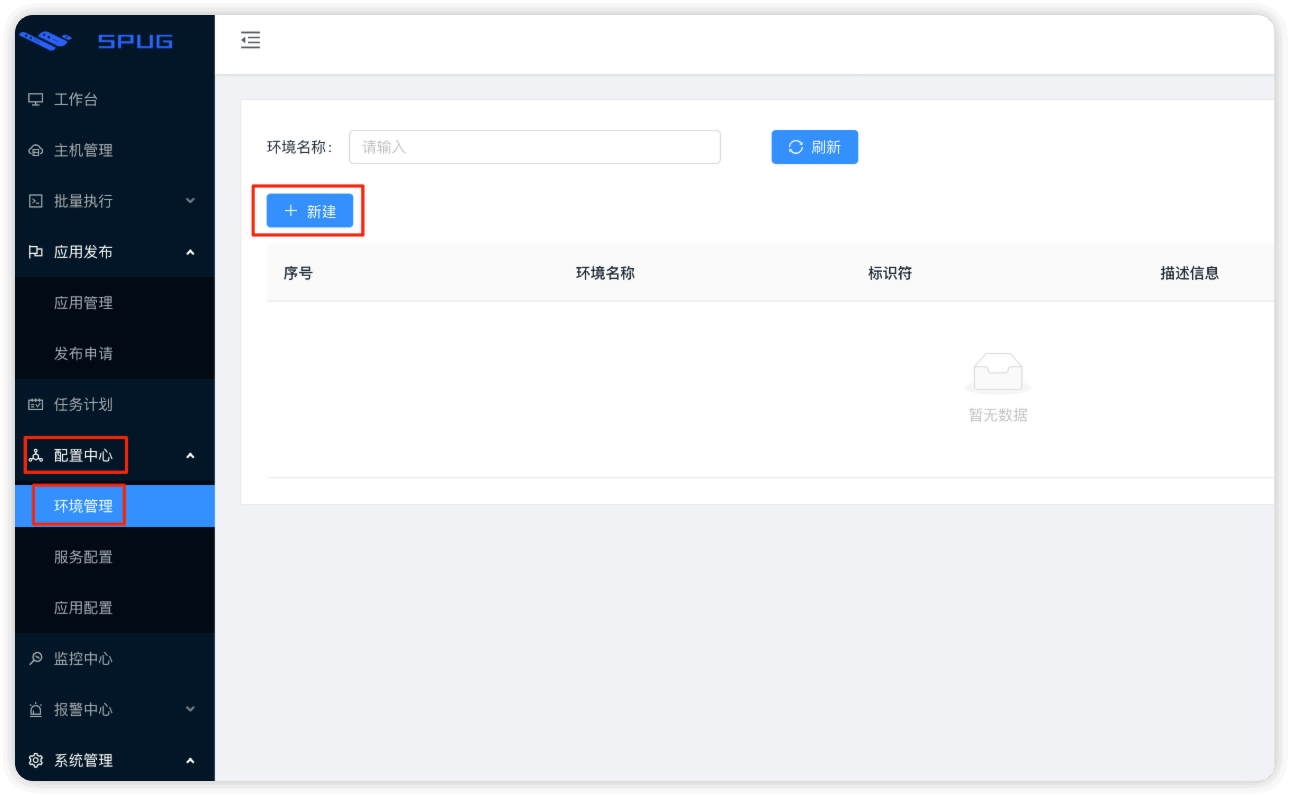 SPUG
工作台
主机管理
批量执行
应用发布
应用管理
发布申请
任务计划
配置中心
环境管理
服务配置
应用配置
监控中心
报警中心
系统管理
环境名称: 请输入 刷新
新建
序号 环境名称 标识符 描述信息
暂无数据